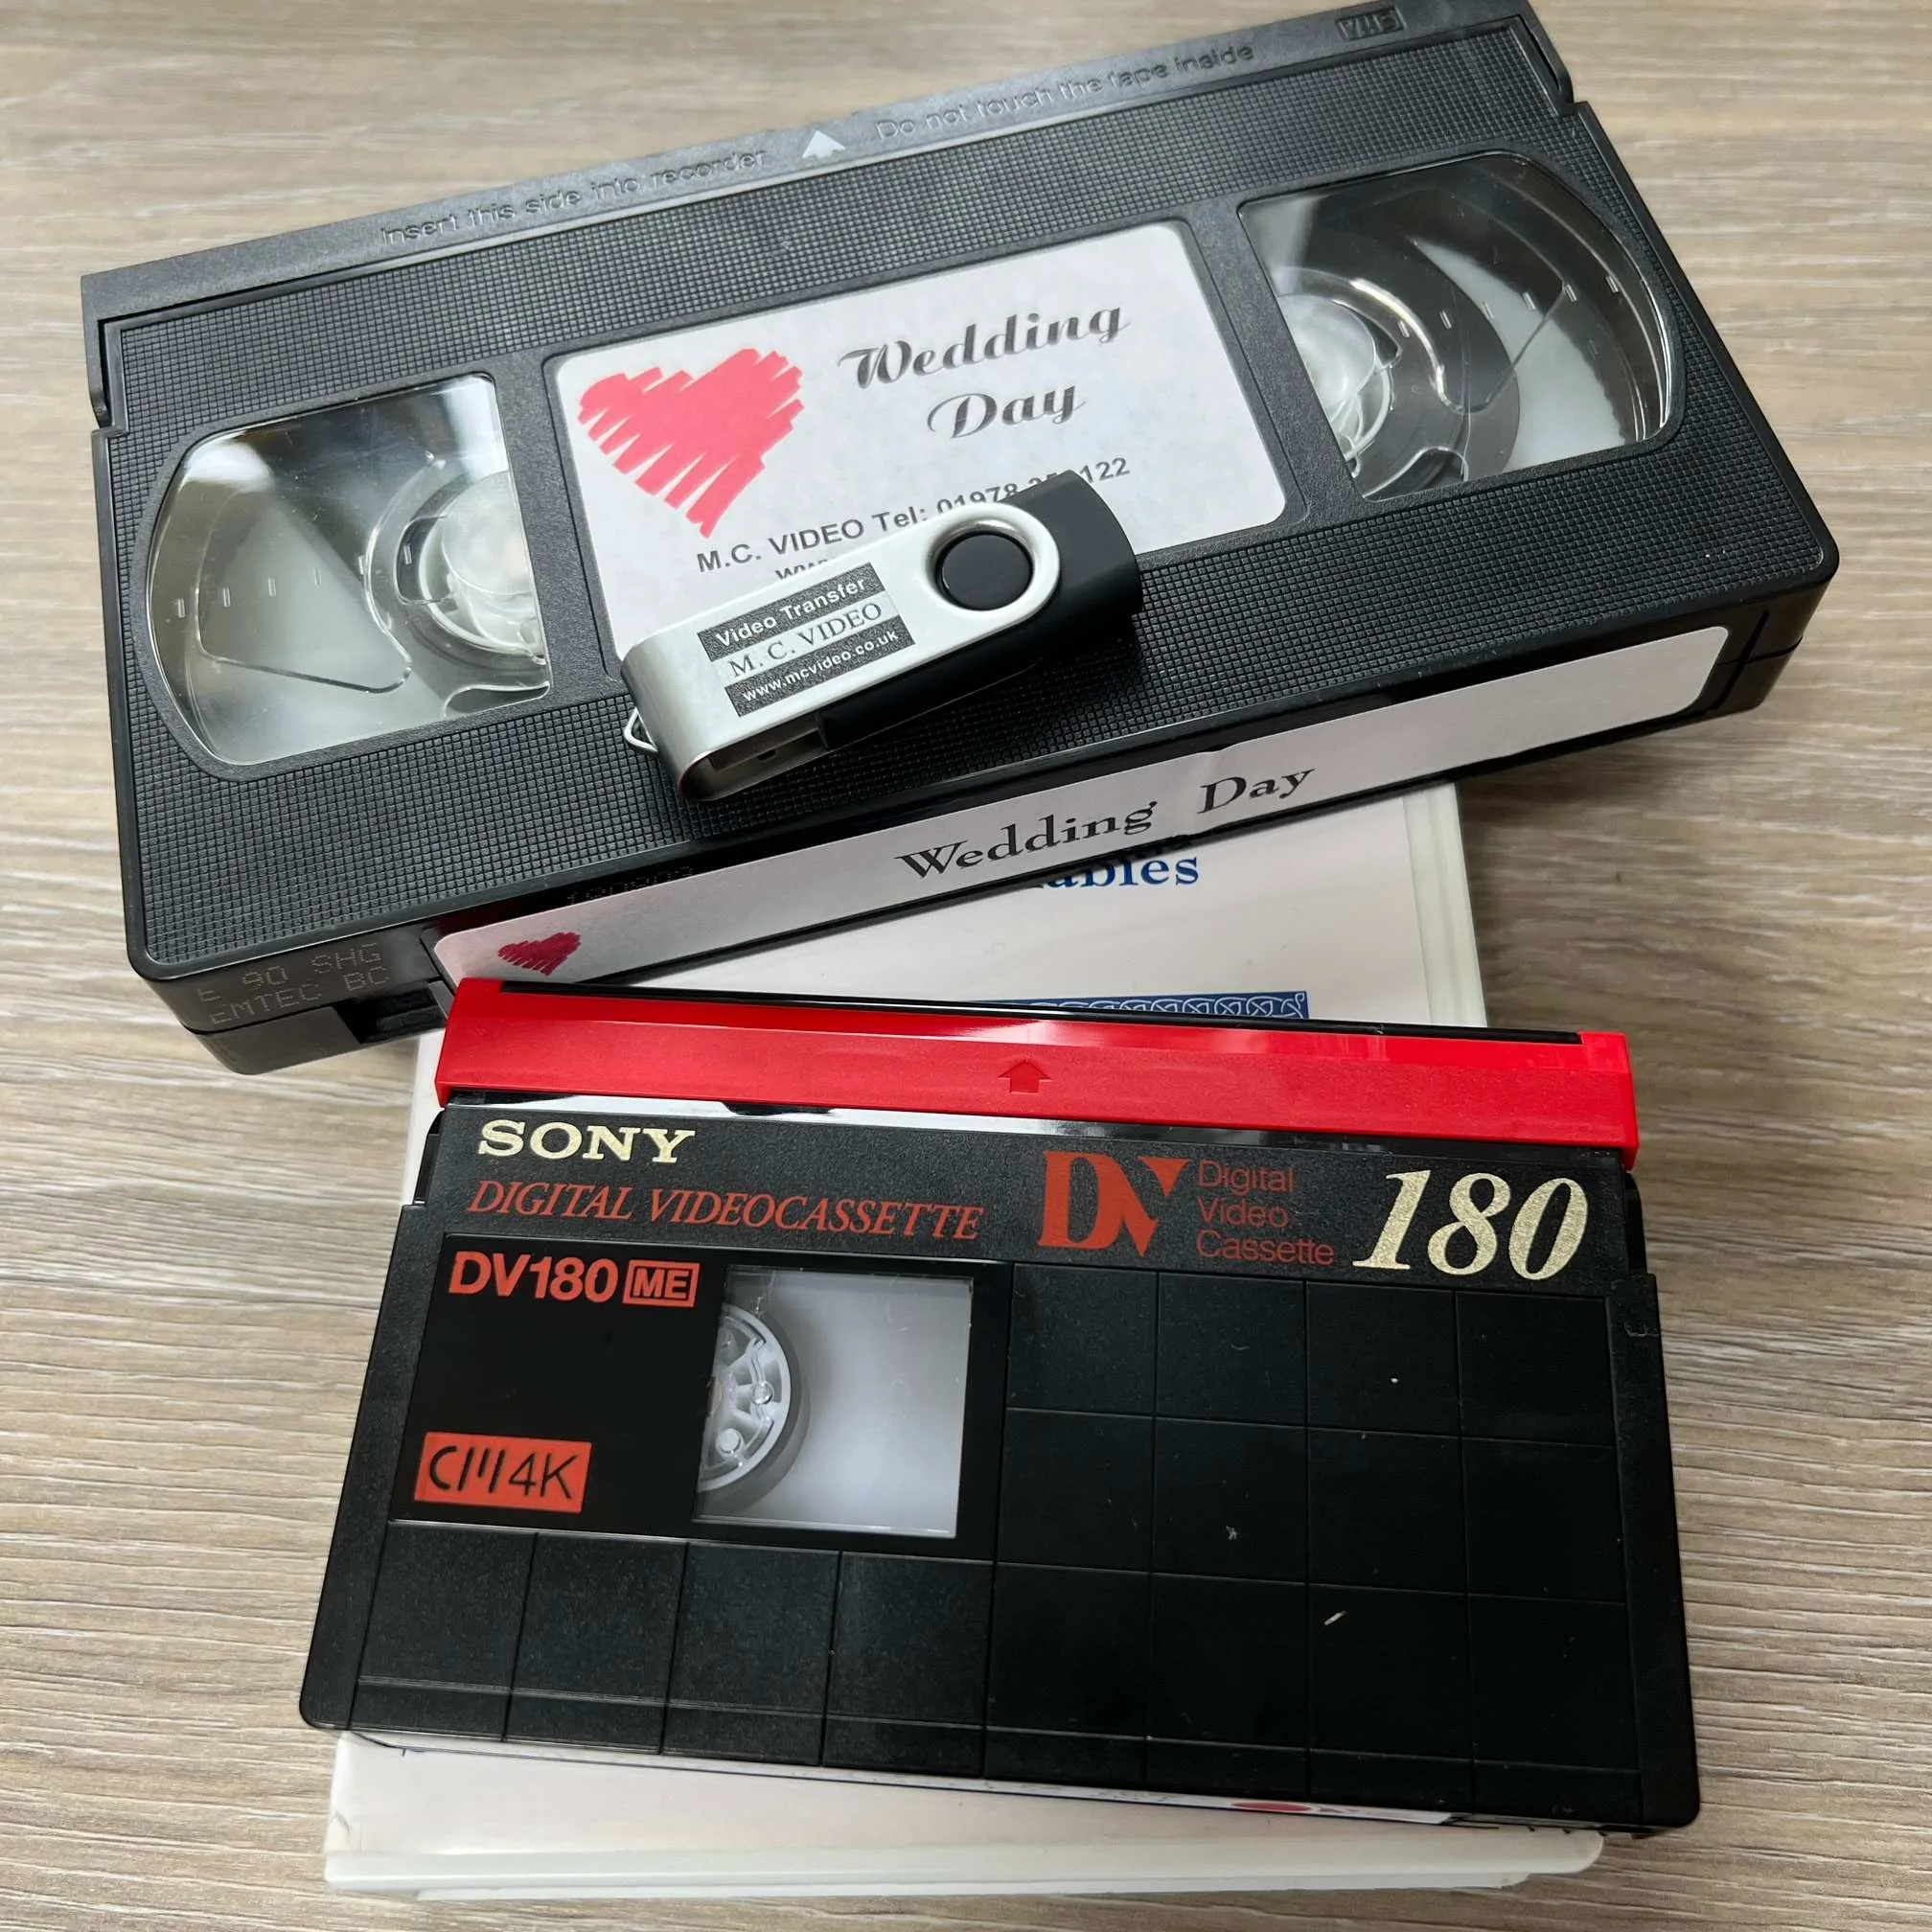 VHS
Insert this side into recorder
Do not touch the tape inside
Wedding
Day
M.C. VIDEO Tel: 01978 122
Video Transfer
M.C. VIDEO
www.mcvideo.co.uk
Wedding Day
E 90 SHG
EMTEC BC
SONY
DIGITAL VIDEOCASSETTE
DV Digital
Video
Cassette
180
DV180 ME
CM4K